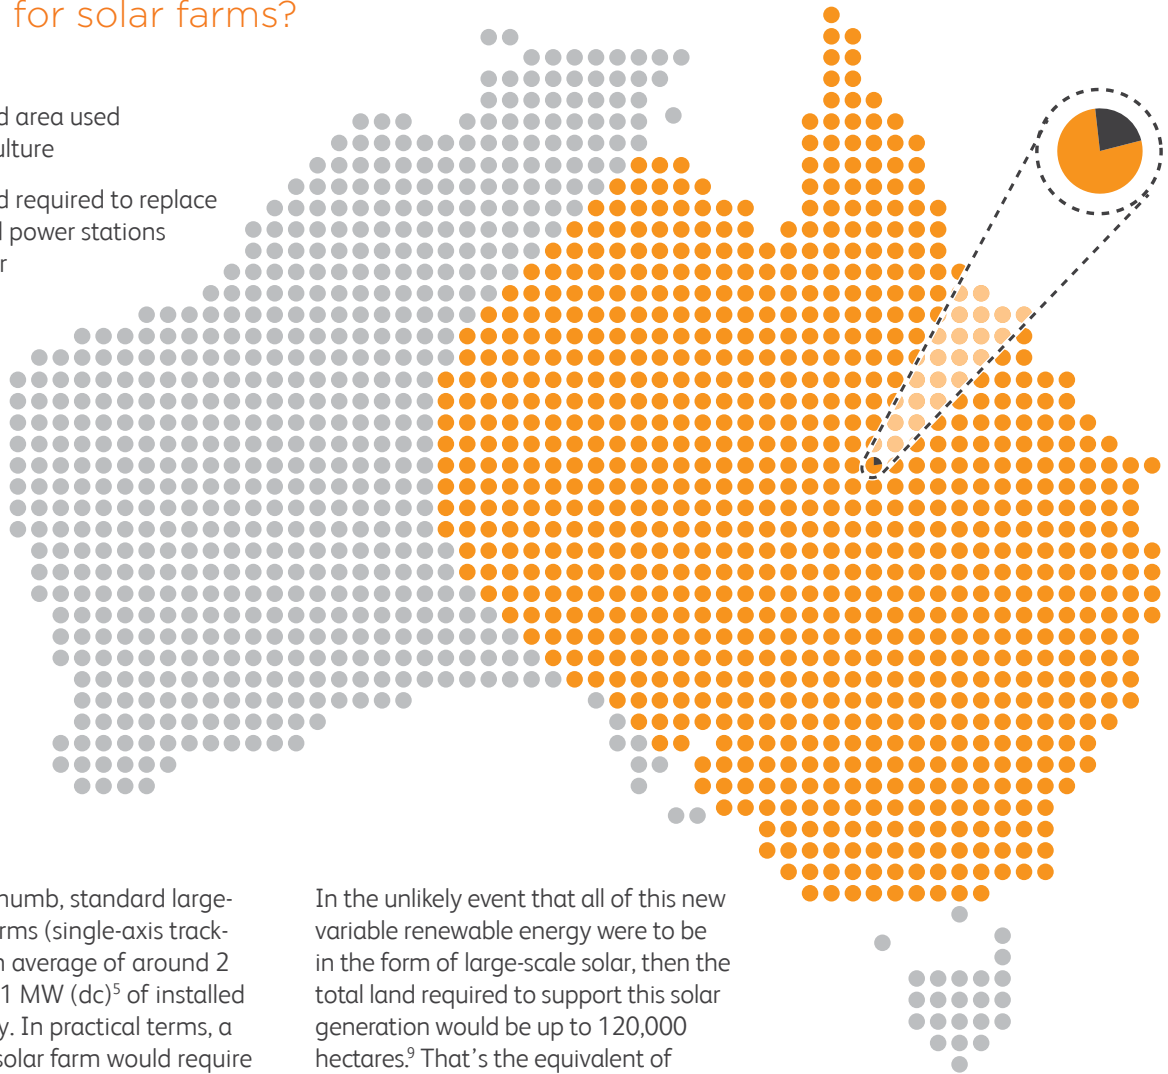 for solar farms?
d area used
ulture
d required to replace
l power stations
r
numb, standard large-
rms (single-axis track-
n average of around 2
1 MW (dc)5 of installed
y. In practical terms, a
solar farm would require
In the unlikely event that all of this new
variable renewable energy were to be
in the form of large-scale solar, then the
total land required to support this solar
generation would be up to 120,000
hectares.9 That's the equivalent of